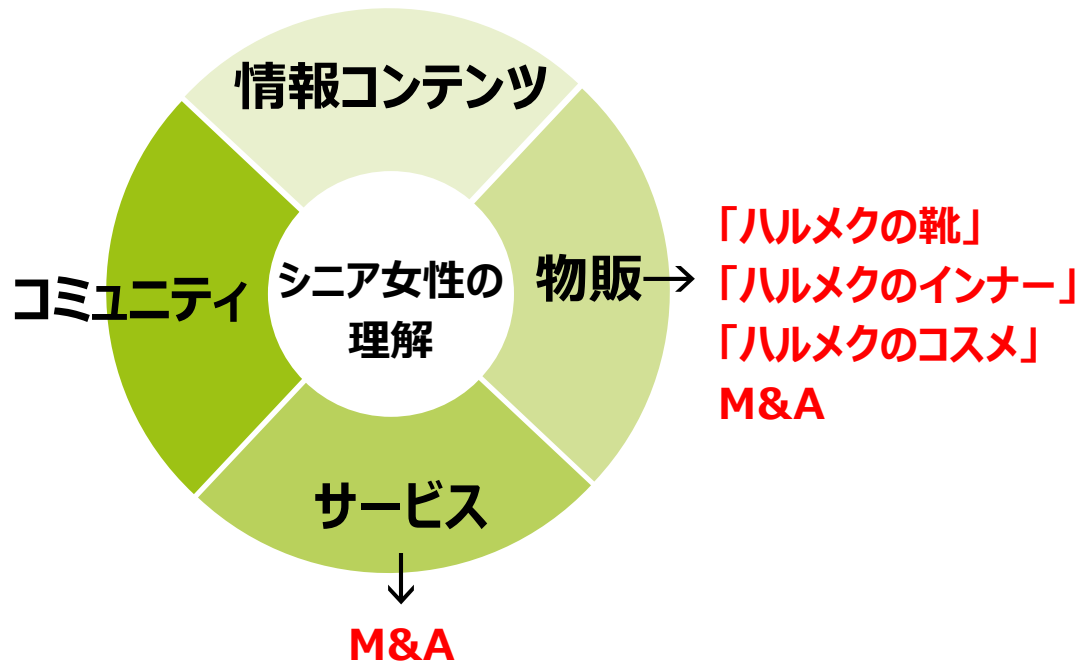 情報コンテンツ
コミュニティ
シニア女性の
理解
物販→
「ハルメクの靴」
「ハルメクのインナー」
「ハルメクのコスメ」
M&A
サービス
↓
M&A